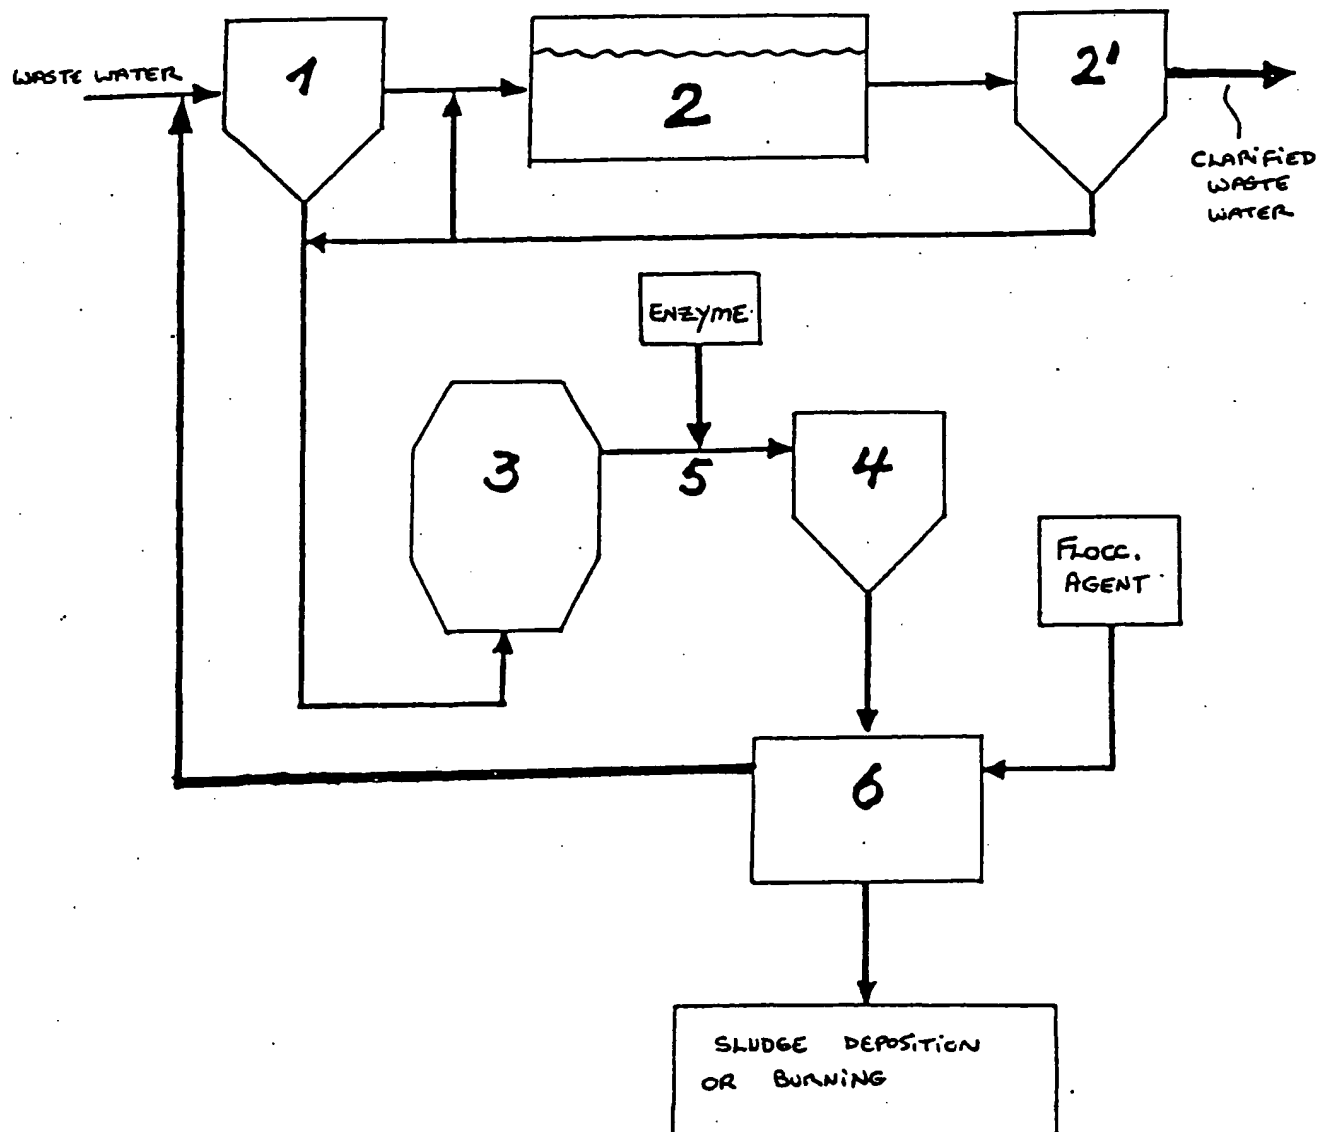 WASTE WATER
1
2
2'
CLARIFIED
WASTE
WATER
ENZYME
3
5
4
FLOCC.
AGENT
6
SLUDGE DEPOSITION
OR BURNING